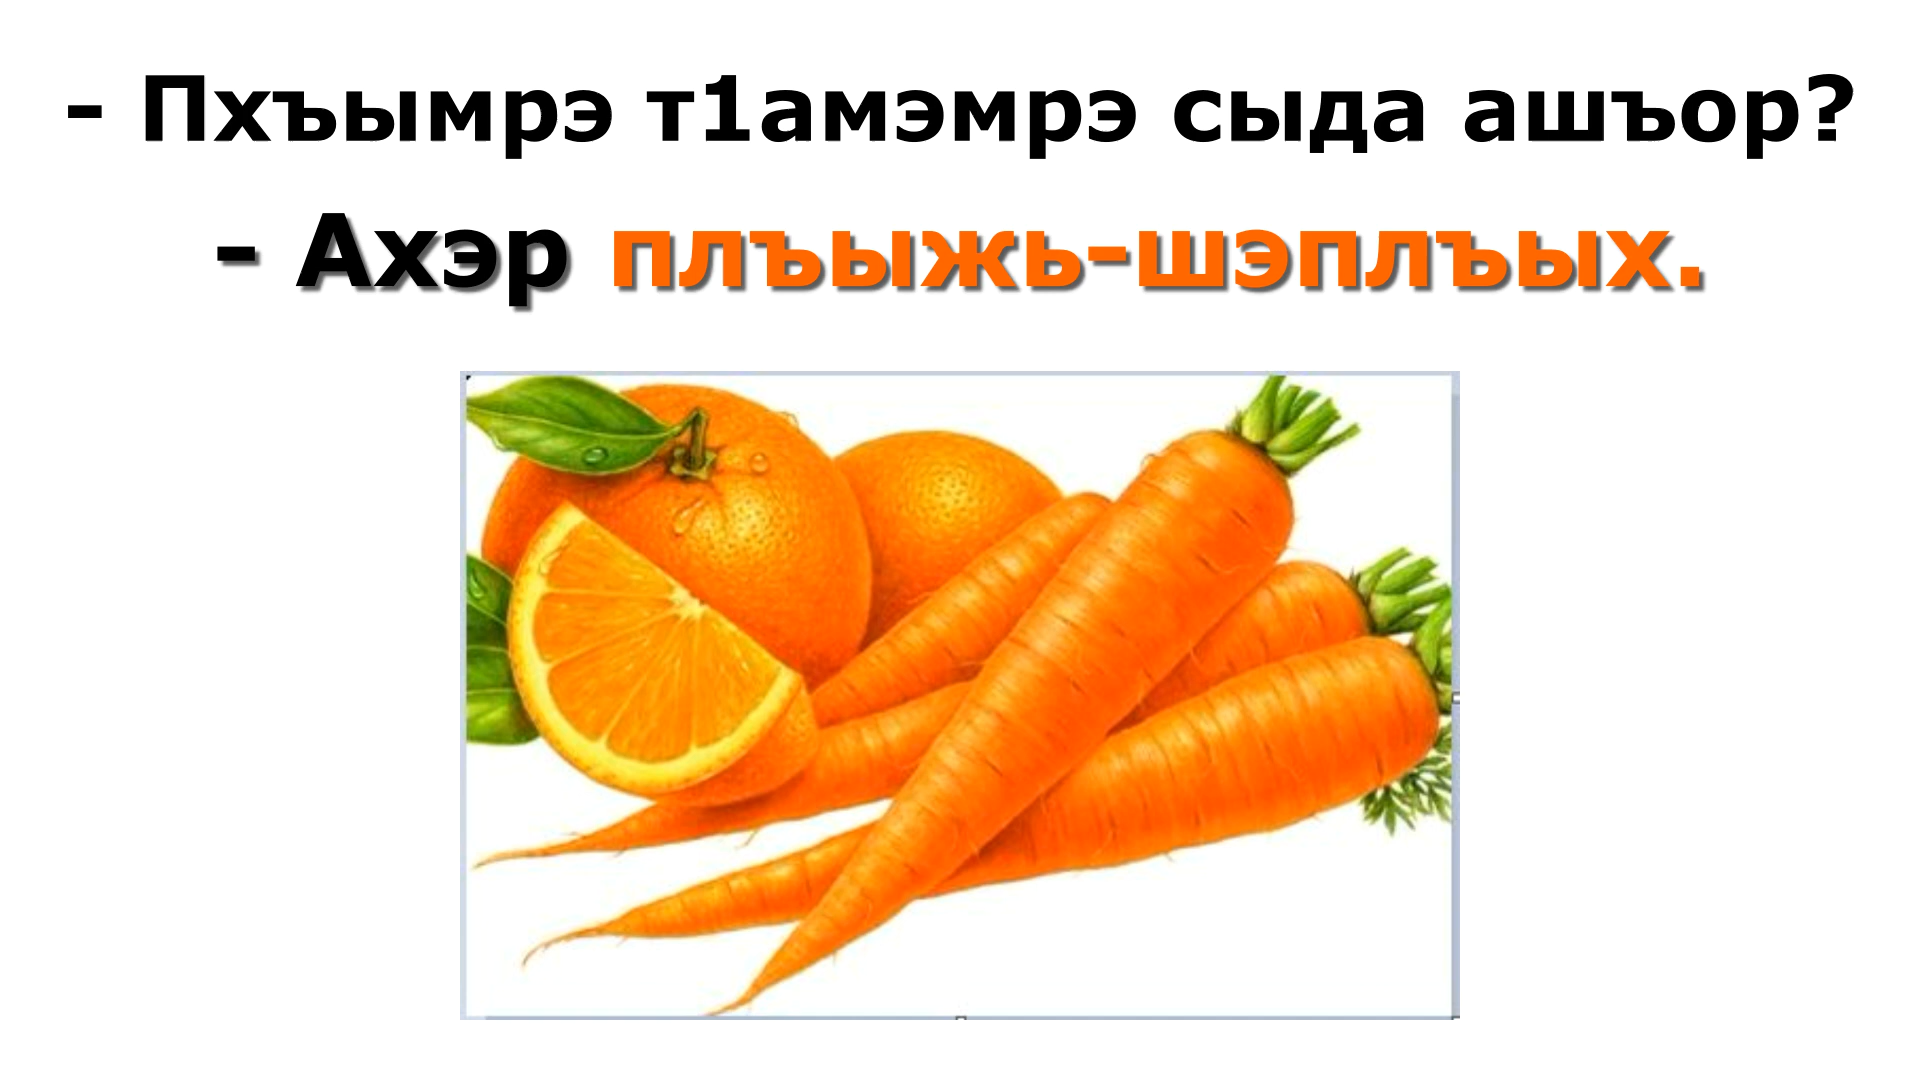 - Пхъымрэ т1амэмрэ сыда ашъор?
- Ахэр плъыжь-шэплъых.